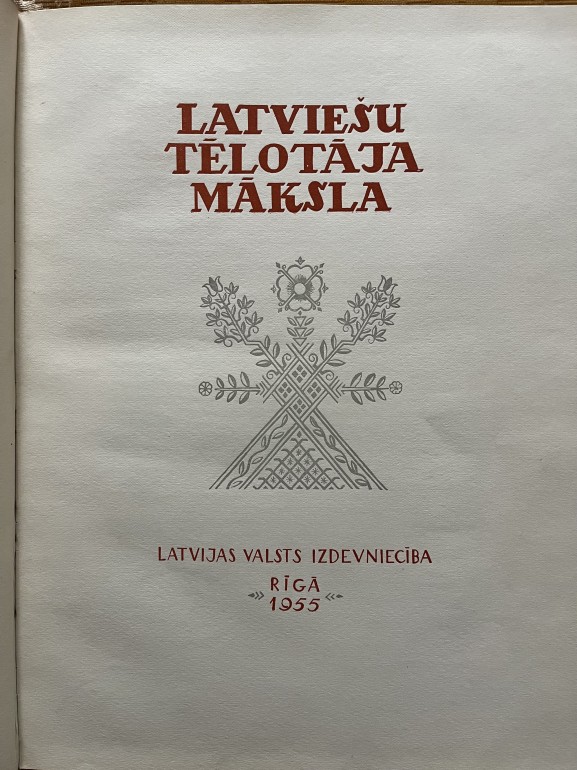 LATVIEŠU
TĒLOTĀJA
MĀKSLA
LATVIJAS VALSTS IZDEVNIECĪBA
RĪGĀ
1955